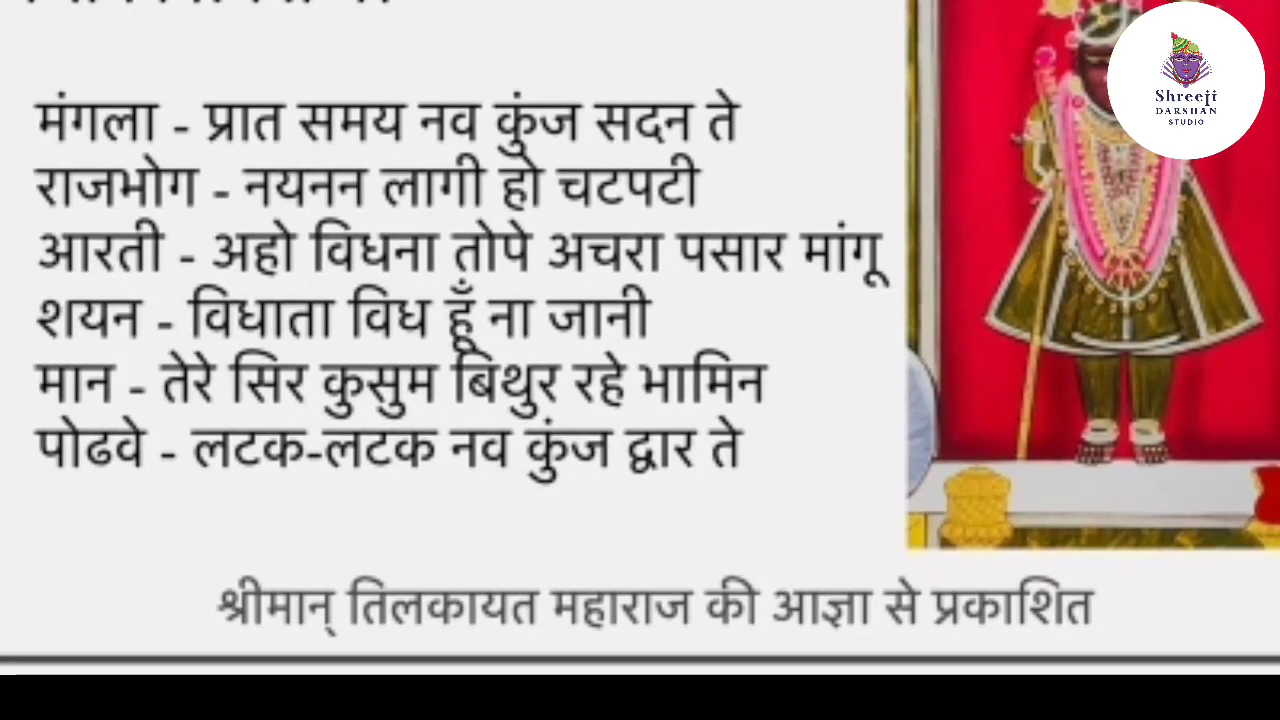 Shreeji
DARSHAN
STUDIO
मंगला - प्रात समय नव कुंज सदन ते
राजभोग - नयनन लागी हो चटपटी
आरती - अहो विधना तोपे अचरा पसार मांगू
शयन - विधाता विध हूँ ना जानी
मान - तेरे सिर कुसुम बिथुर रहे भामिन
पोढवे - लटक-लटक नव कुंज द्वार ते
श्रीमान् तिलकायत महाराज की आज्ञा से प्रकाशित